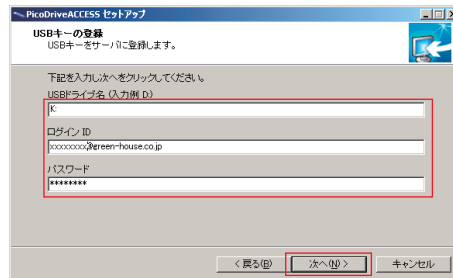 PicoDriveACCESS セットアップ
USBキーの登録
USBキーをサーバに登録します。
下記を入力し次へをクリックしてください。
USBドライブ名 (入力例 D:)
K:
ログイン ID
xxxxxxxx@green-house.co.jp
パスワード
********
< 戻る(B)
次へ(N) >
キャンセル